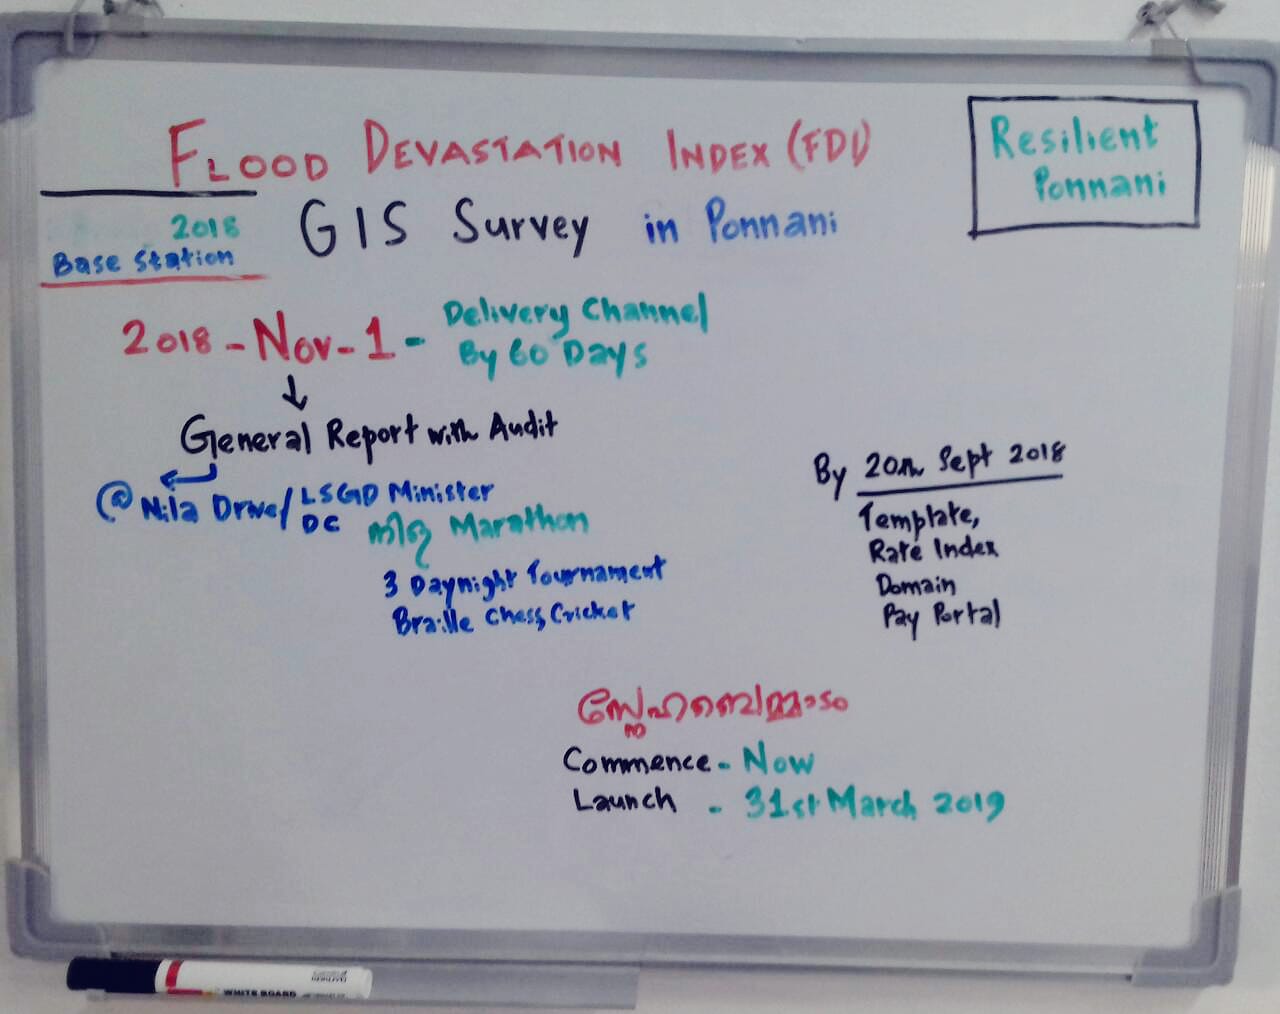 FLOOD DEVASTATION INDEX (FDI)
Resilient
Ponnani
2018
Base Station
GIS Survey in Ponnani
2018 - Nov - 1 - Delivery Channel
By 60 Days
General Report with Audit
@ Nila Drive / LSGD Minister
DC
നിള Marathon
3 Daynight Tournament
Braille Chess, Cricket
By 20th Sept 2018
Template,
Rate Index
Domain
Pay Portal
Commence - Now
Launch - 31st March 2019
WHITE BOARD